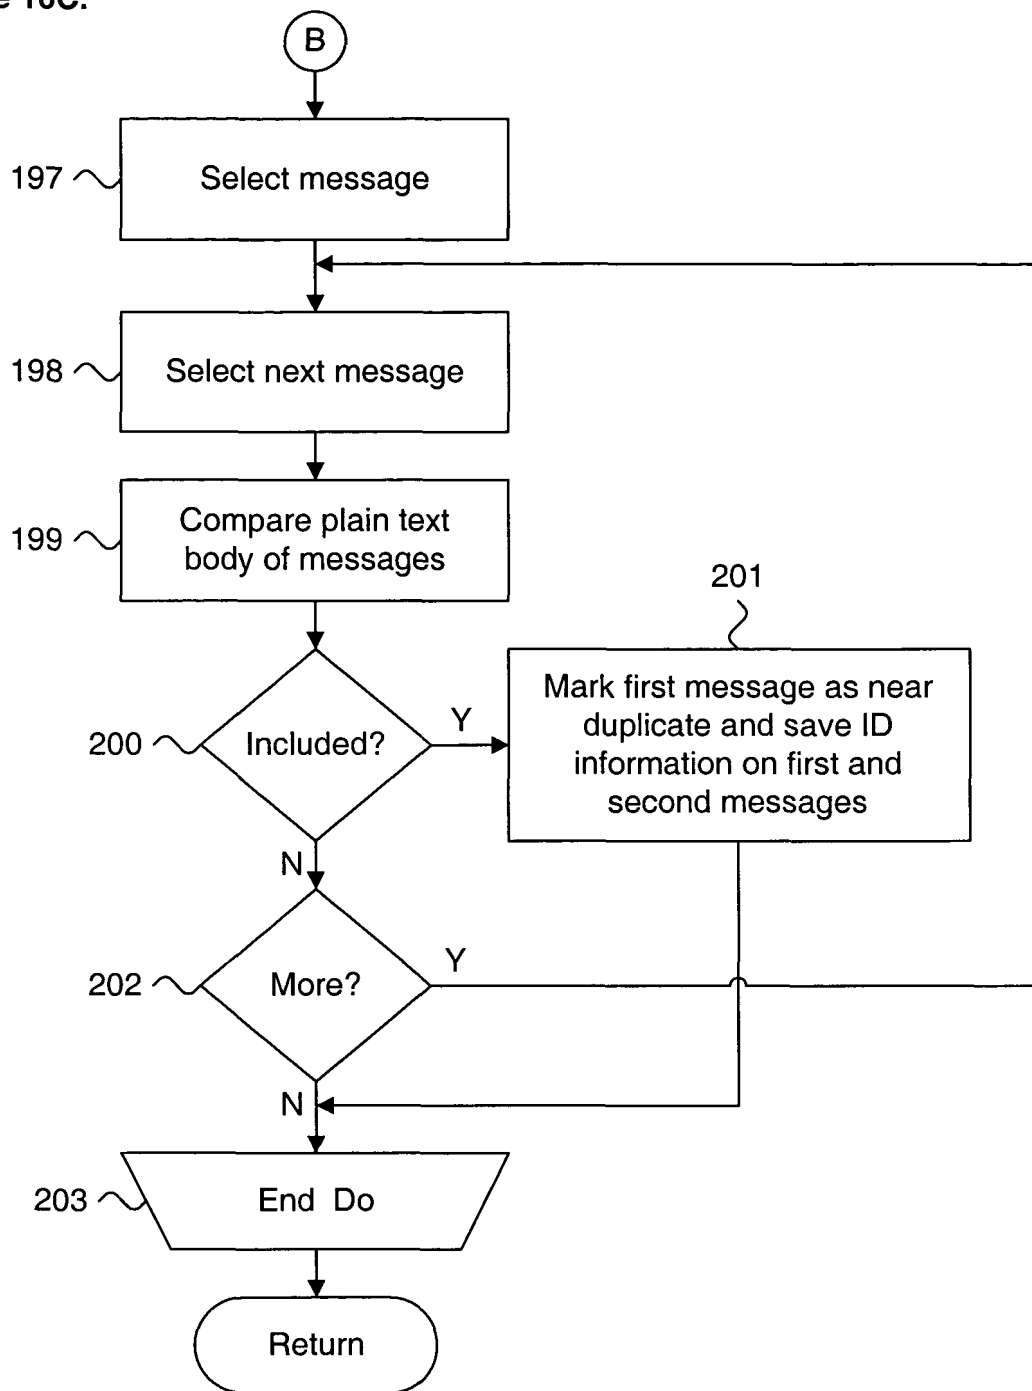 B
197
Select message
198
Select next message
199
Compare plain text
body of messages
201
Mark first message as near
duplicate and save ID
information on first and
second messages
200
Included?
Y
N
202
More?
Y
N
203
End Do
Return